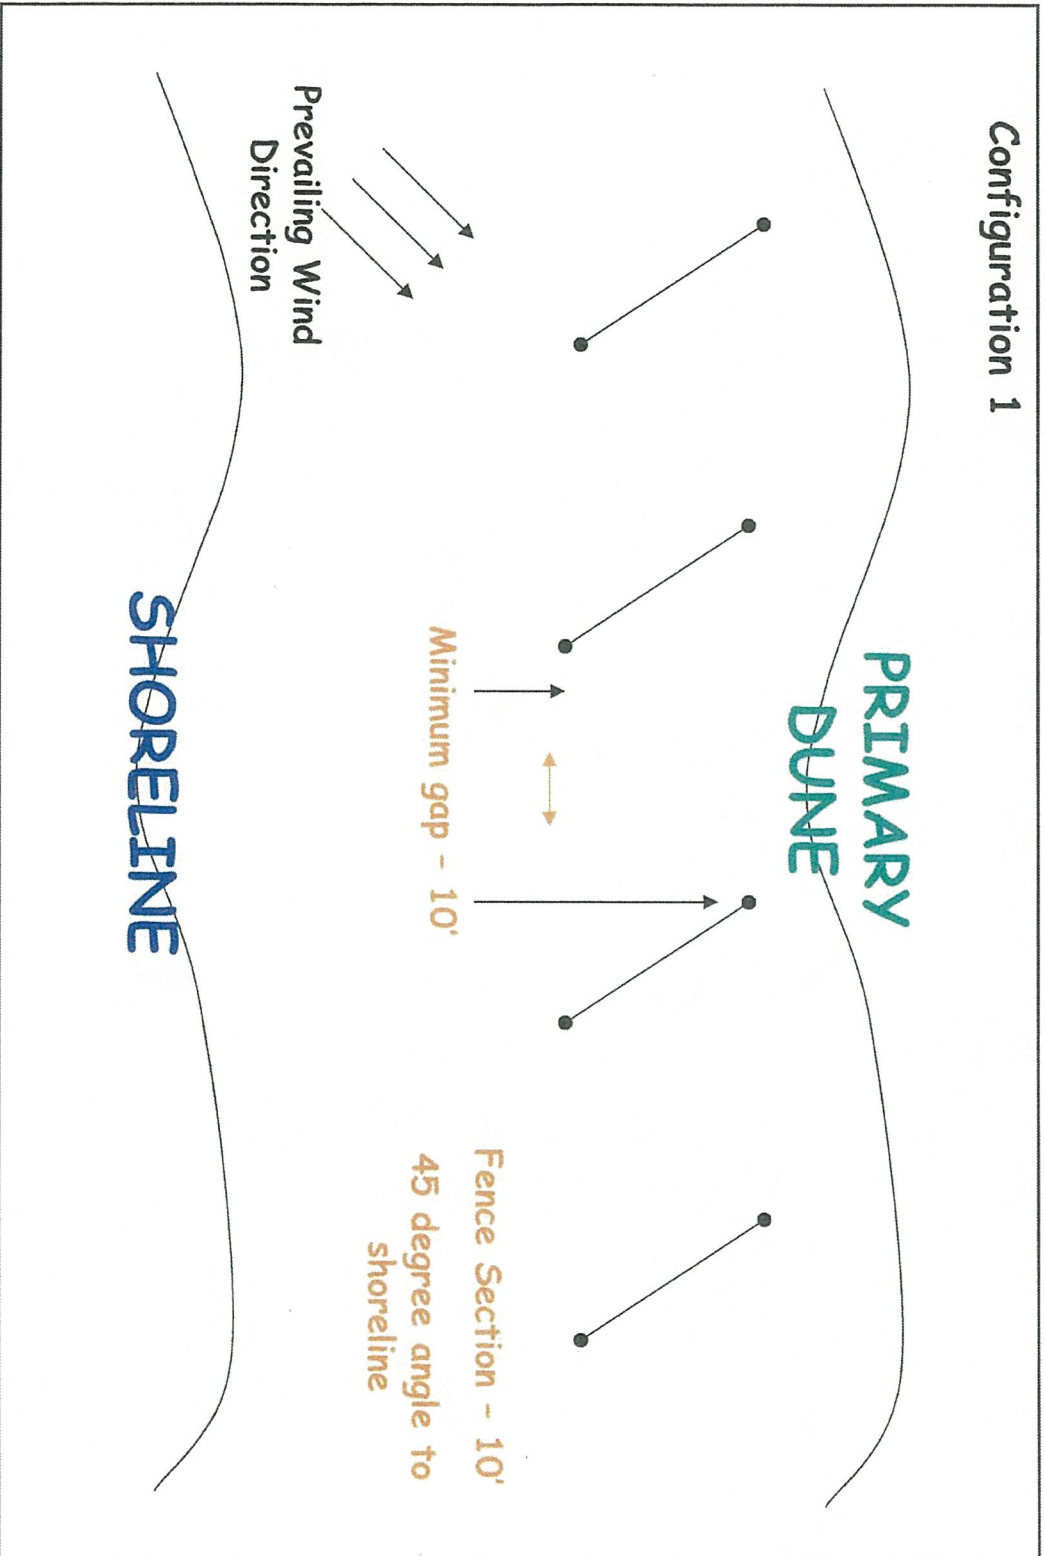 Configuration 1
PRIMARY
DUNE
Minimum gap - 10'
Fence Section - 10'
45 degree angle to
shoreline
Prevailing Wind
Direction
SHORELINE